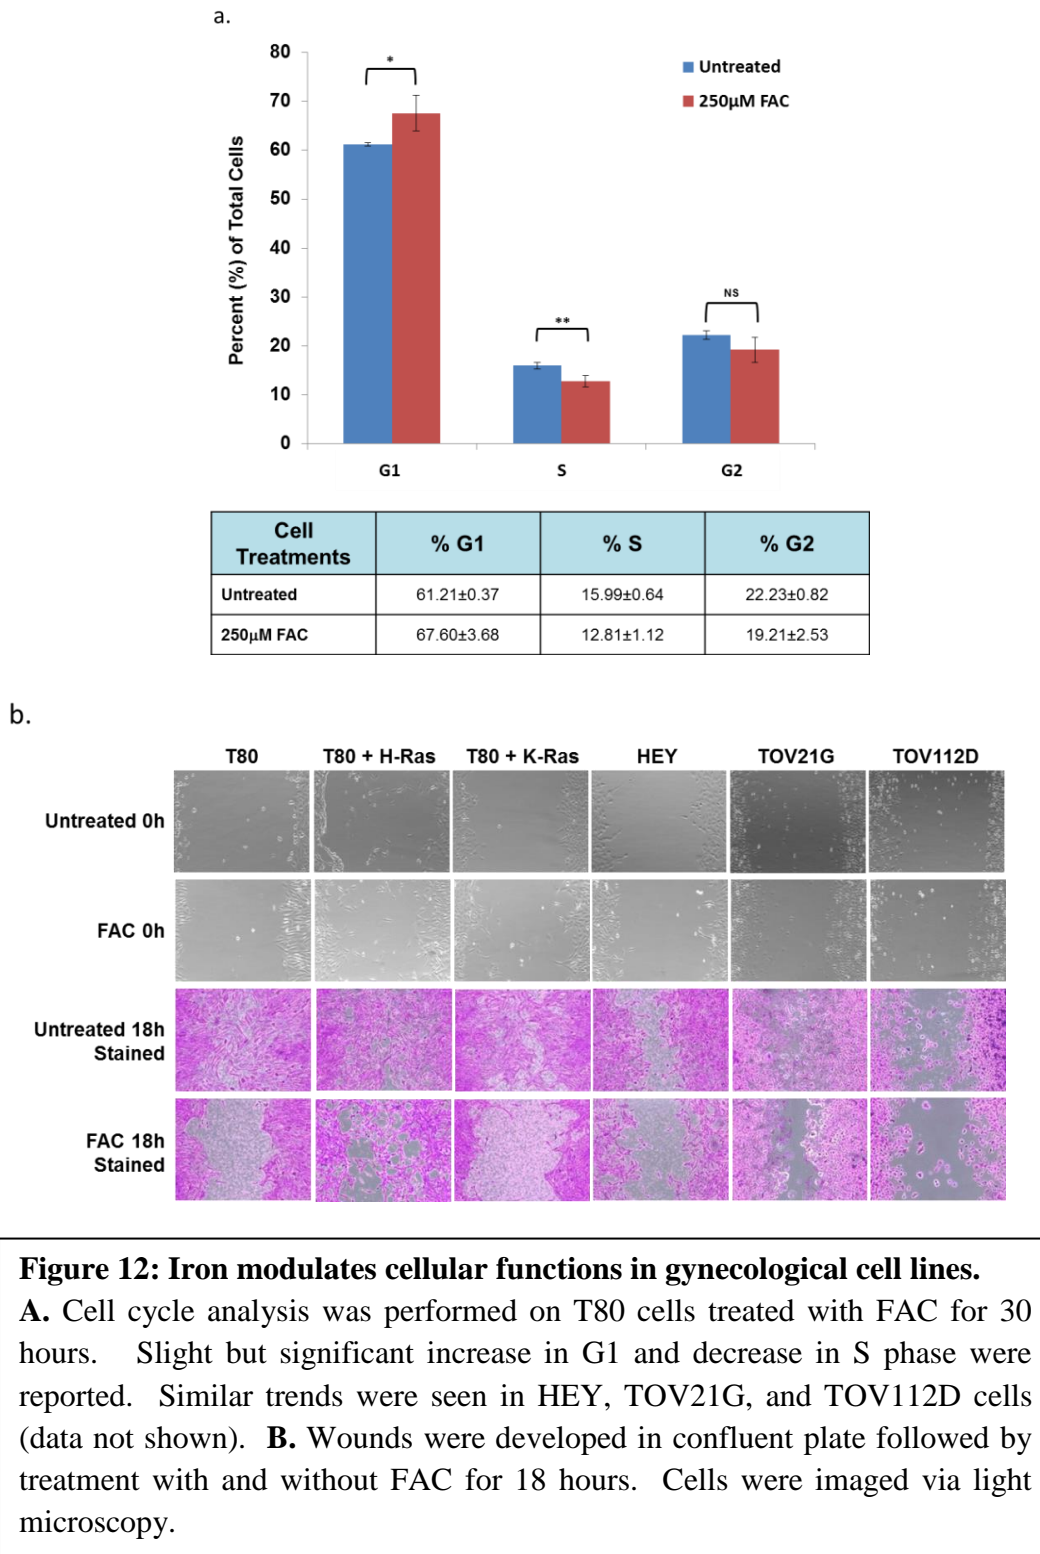 a.
80
70
60
50
40
30
20
10
0
Percent (%) of Total Cells
*
**
NS
Untreated
250µM FAC
G1 S G2
Cell Treatments % G1 % S % G2
Untreated 61.21±0.37 15.99±0.64 22.23±0.82
250µM FAC 67.60±3.68 12.81±1.12 19.21±2.53
b.
T80 T80 + H-Ras T80 + K-Ras HEY TOV21G TOV112D
Untreated 0h
FAC 0h
Untreated 18h
Stained
FAC 18h
Stained
Figure 12: Iron modulates cellular functions in gynecological cell lines.
A. Cell cycle analysis was performed on T80 cells treated with FAC for 30
hours. Slight but significant increase in G1 and decrease in S phase were
reported. Similar trends were seen in HEY, TOV21G, and TOV112D cells
(data not shown). B. Wounds were developed in confluent plate followed by
treatment with and without FAC for 18 hours. Cells were imaged via light
microscopy.